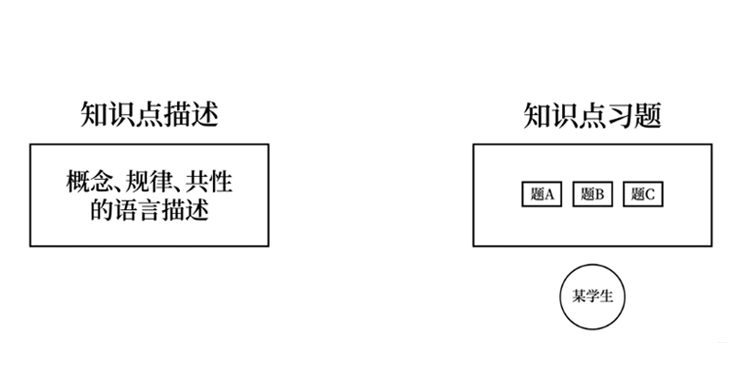 知识点描述
概念、规律、共性
的语言描述
知识点习题
题A 题B 题C
某学生